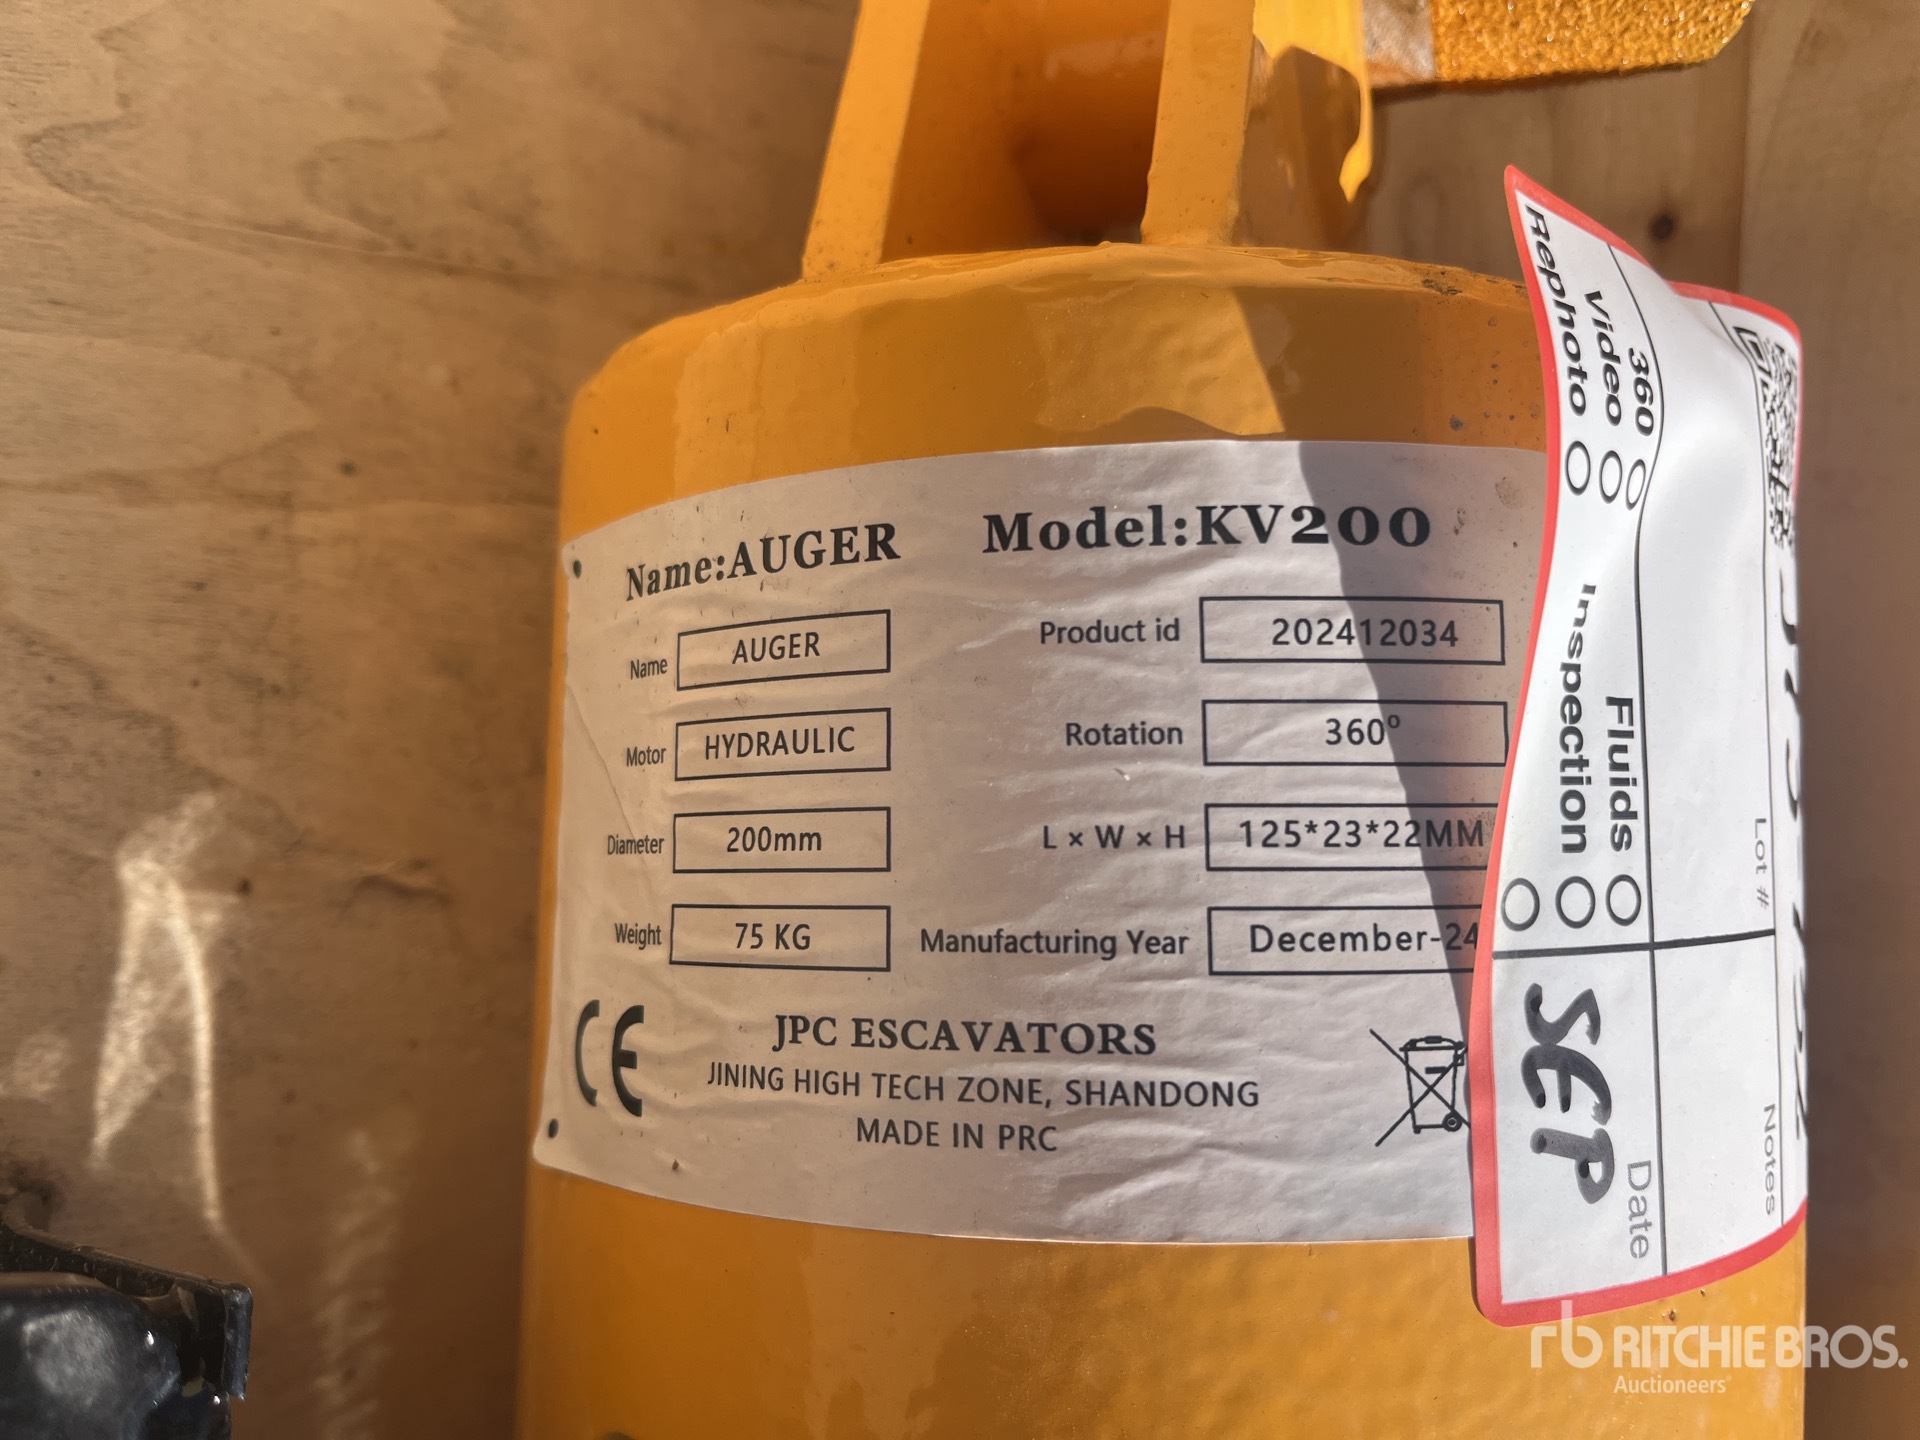 Name:AUGER Model:KV200
Name AUGER Product id 202412034
Motor HYDRAULIC Rotation 360°
Diameter 200mm L × W × H 125*23*22MM
Weight 75 KG Manufacturing Year December-24
CE
JPC ESCAVATORS
JINING HIGH TECH ZONE, SHANDONG
MADE IN PRC
360
Video
Rephoto
Fluids
Inspection
Lot #
Notes
Date
SEP
rb RITCHIE BROS.
Auctioneers